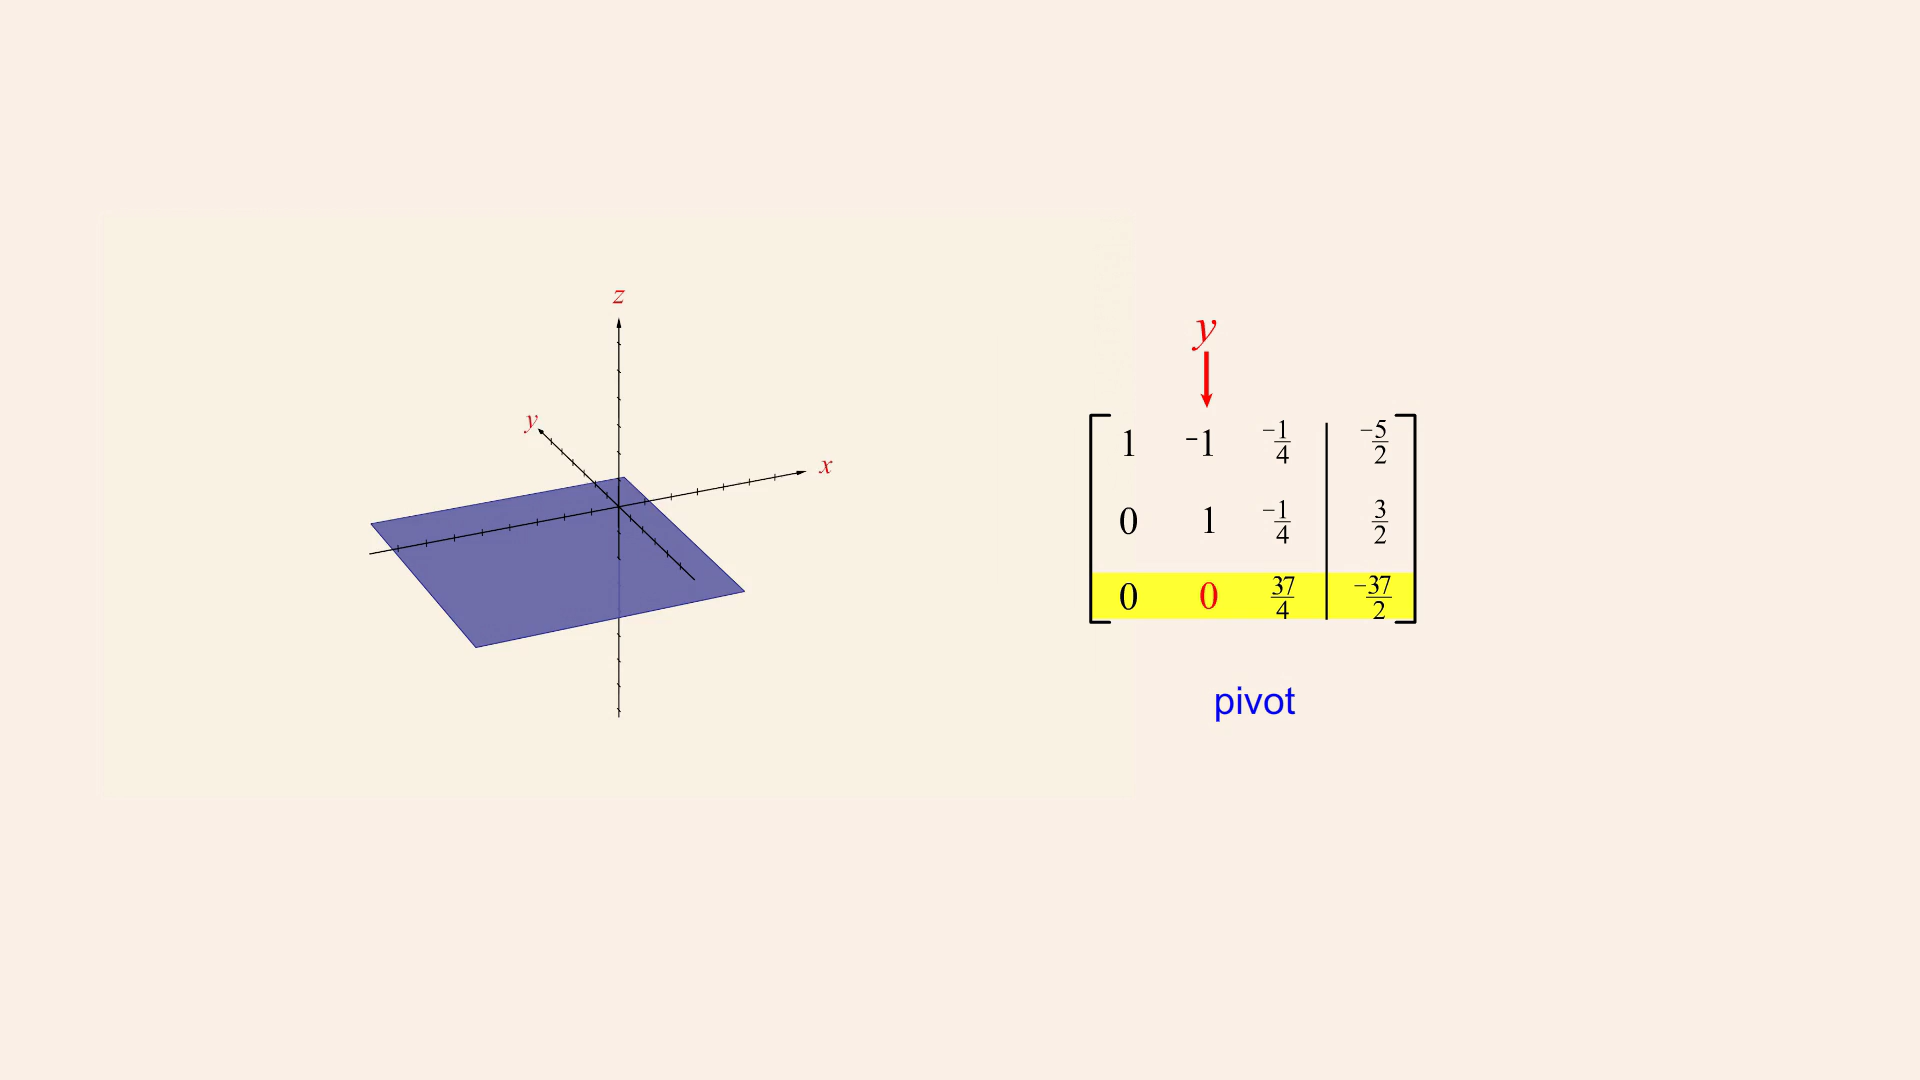 z
y
x
y
1 -1 -1/4 | -5/2
0 1 -1/4 | 3/2
0 0 37/4 | -37/2
pivot